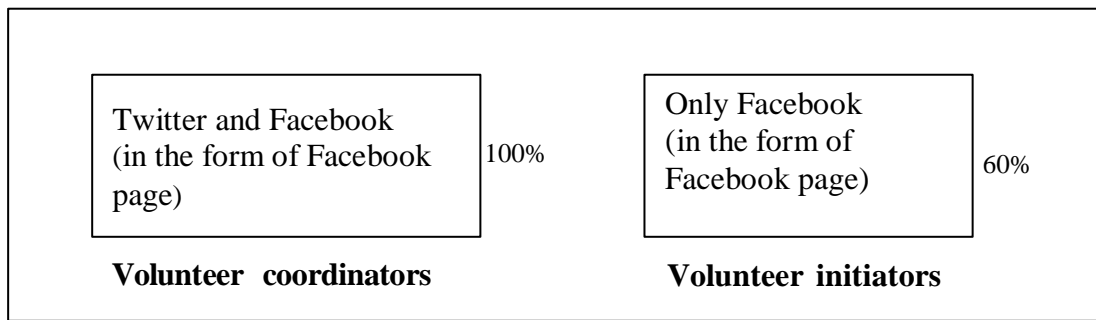 Twitter and Facebook
(in the form of Facebook
page)
100%
Volunteer coordinators
Only Facebook
(in the form of
Facebook page)
60%
Volunteer initiators